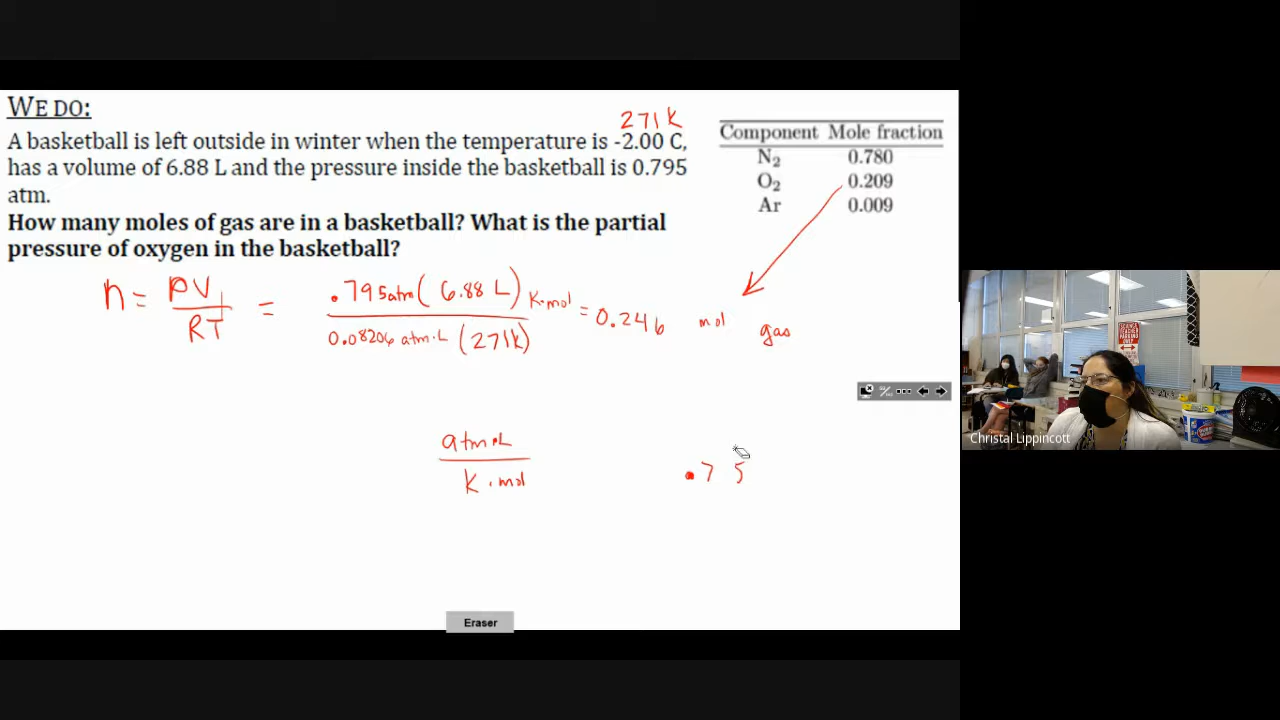 WE DO:
271K
A basketball is left outside in winter when the temperature is -2.00 C,
has a volume of 6.88 L and the pressure inside the basketball is 0.795
atm.
How many moles of gas are in a basketball? What is the partial
pressure of oxygen in the basketball?
Component Mole fraction
N₂ 0.780
O₂ 0.209
Ar 0.009
n = PV = .795atm (6.88 L) K·mol = 0.246 mol gas
RT 0.08206 atm·L (271K)
atm·L
K·mol
.7 5
Eraser
Christal Lippincott